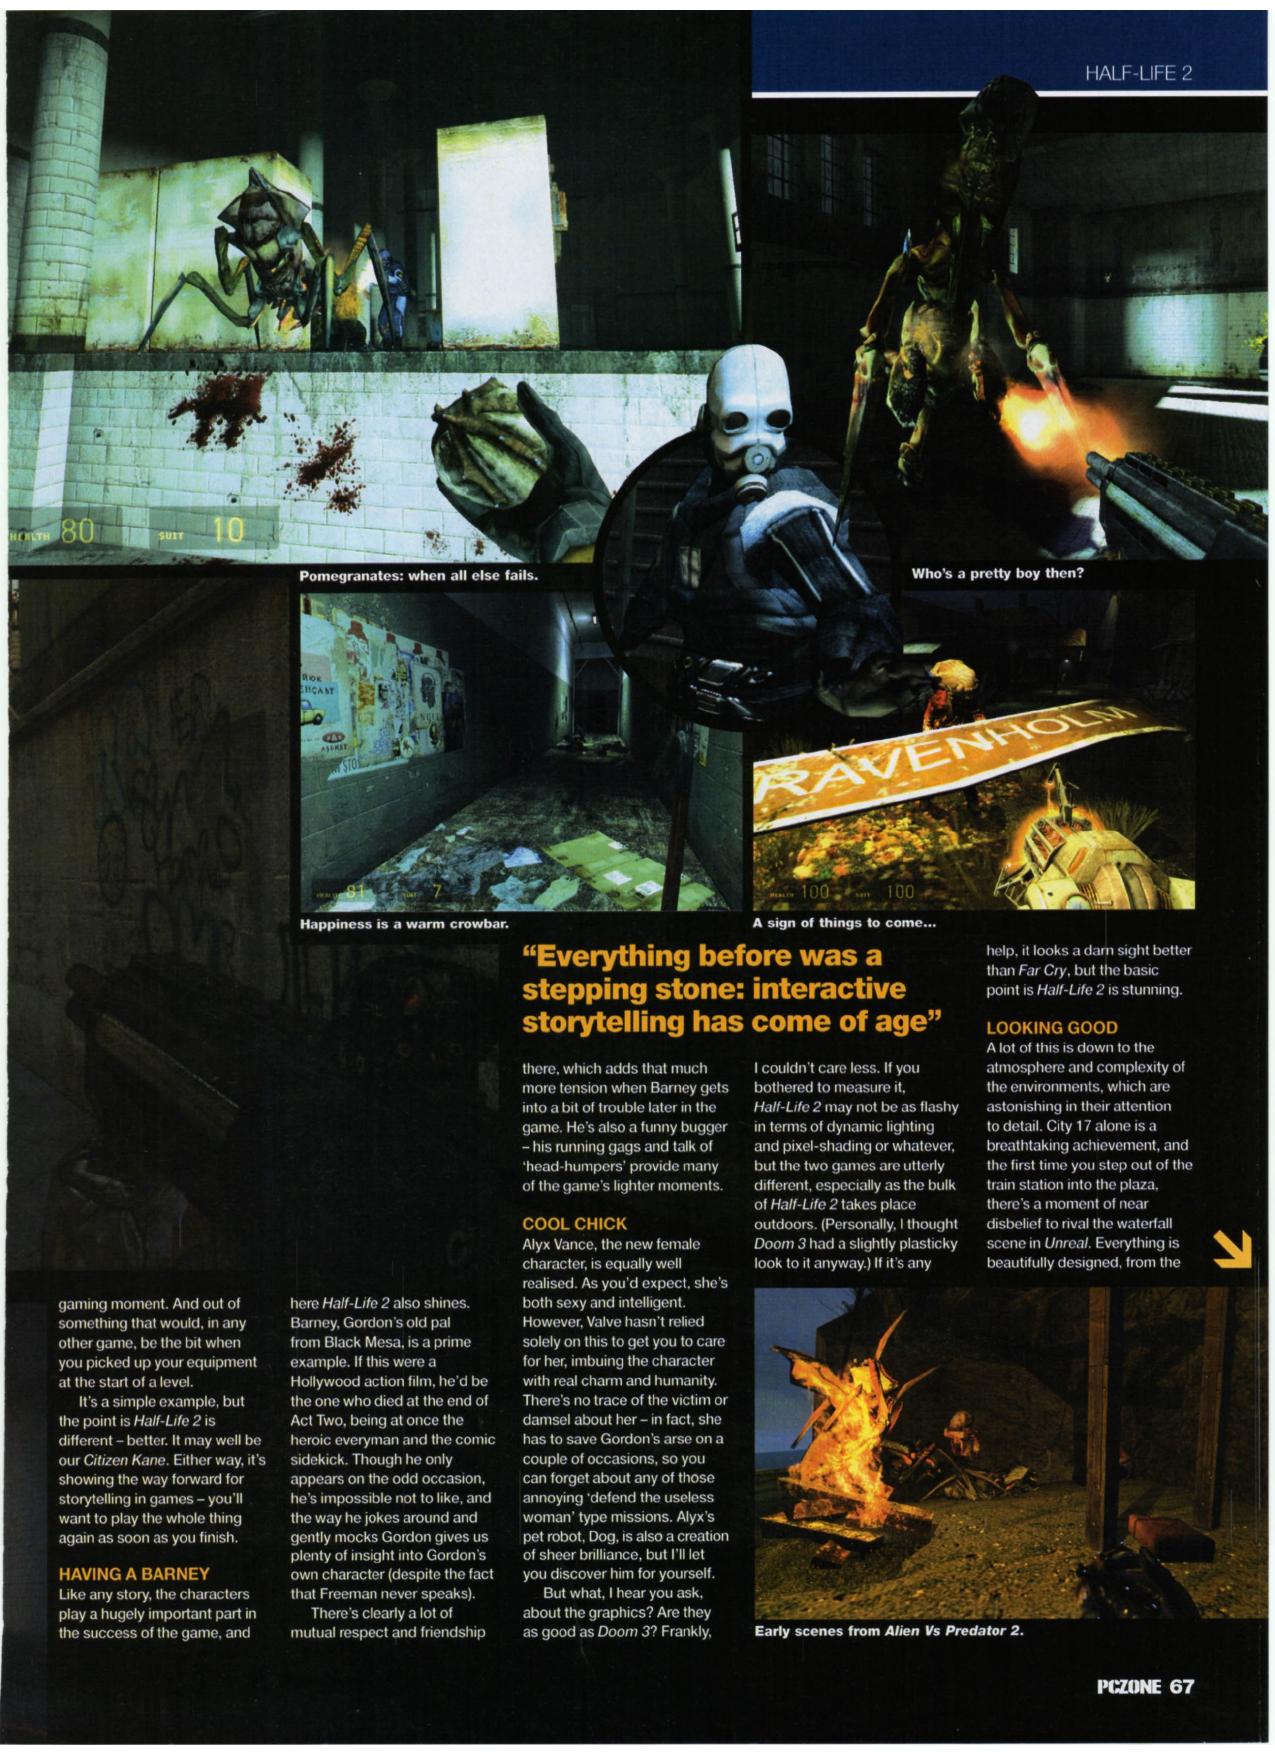 HALF-LIFE 2
HEALTH 80
SUIT 10
Pomegranates: when all else fails.
Who's a pretty boy then?
RAVENHOLM
81
7
100
100
Happiness is a warm crowbar.
A sign of things to come...
"Everything before was a
stepping stone: interactive
storytelling has come of age"
gaming moment. And out of
something that would, in any
other game, be the bit when
you picked up your equipment
at the start of a level.
It's a simple example, but
the point is Half-Life 2 is
different – better. It may well be
our Citizen Kane. Either way, it's
showing the way forward for
storytelling in games – you'll
want to play the whole thing
again as soon as you finish.
HAVING A BARNEY
Like any story, the characters
play a hugely important part in
the success of the game, and
here Half-Life 2 also shines.
Barney, Gordon's old pal
from Black Mesa, is a prime
example. If this were a
Hollywood action film, he'd be
the one who died at the end of
Act Two, being at once the
heroic everyman and the comic
sidekick. Though he only
appears on the odd occasion,
he's impossible not to like, and
the way he jokes around and
gently mocks Gordon gives us
plenty of insight into Gordon's
own character (despite the fact
that Freeman never speaks).
There's clearly a lot of
mutual respect and friendship
there, which adds that much
more tension when Barney gets
into a bit of trouble later in the
game. He's also a funny bugger
– his running gags and talk of
'head-humpers' provide many
of the game's lighter moments.
COOL CHICK
Alyx Vance, the new female
character, is equally well
realised. As you'd expect, she's
both sexy and intelligent.
However, Valve hasn't relied
solely on this to get you to care
for her, imbuing the character
with real charm and humanity.
There's no trace of the victim or
damsel about her – in fact, she
has to save Gordon's arse on a
couple of occasions, so you
can forget about any of those
annoying 'defend the useless
woman' type missions. Alyx's
pet robot, Dog, is also a creation
of sheer brilliance, but I'll let
you discover him for yourself.
But what, I hear you ask,
about the graphics? Are they
as good as Doom 3? Frankly,
I couldn't care less. If you
bothered to measure it,
Half-Life 2 may not be as flashy
in terms of dynamic lighting
and pixel-shading or whatever,
but the two games are utterly
different, especially as the bulk
of Half-Life 2 takes place
outdoors. (Personally, I thought
Doom 3 had a slightly plasticky
look to it anyway.) If it's any
help, it looks a darn sight better
than Far Cry, but the basic
point is Half-Life 2 is stunning.
LOOKING GOOD
A lot of this is down to the
atmosphere and complexity of
the environments, which are
astonishing in their attention
to detail. City 17 alone is a
breathtaking achievement, and
the first time you step out of the
train station into the plaza,
there's a moment of near
disbelief to rival the waterfall
scene in Unreal. Everything is
beautifully designed, from the
Early scenes from Alien Vs Predator 2.
PCZONE 67